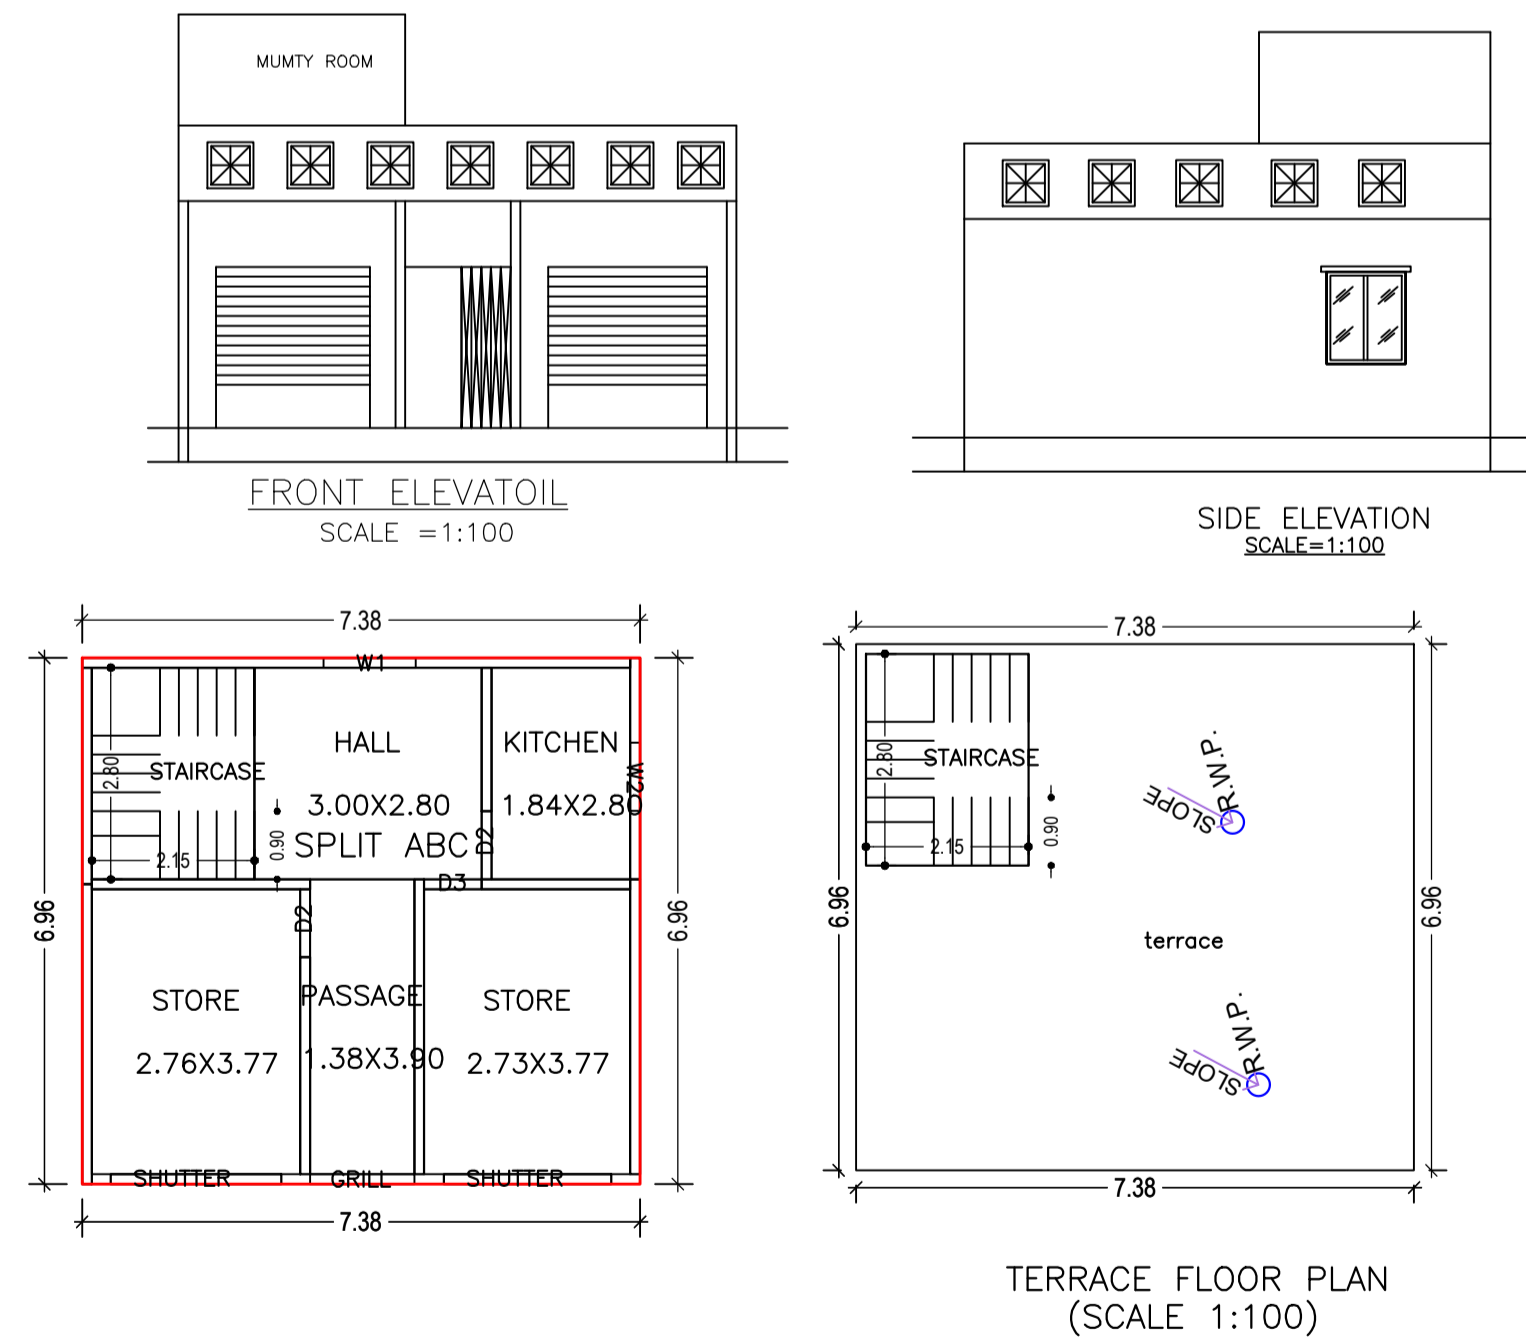 MUMTY ROOM
FRONT ELEVATOIL
SCALE =1:100
SIDE ELEVATION
SCALE=1:100
7.38
W1
HALL
KITCHEN
2.80
STAIRCASE
W2
3.00X2.80
1.84X2.80
0.90
SPLIT ABC
D2
2.15
D3
6.96
6.96
D2
STORE
PASSAGE
STORE
2.76X3.77
1.38X3.90
2.73X3.77
SHUTTER
GRILL
SHUTTER
7.38
7.38
2.80
STAIRCASE
R.W.P.
SLOPE
0.90
2.15
6.96
6.96
terrace
R.W.P.
SLOPE
7.38
TERRACE FLOOR PLAN
(SCALE 1:100)